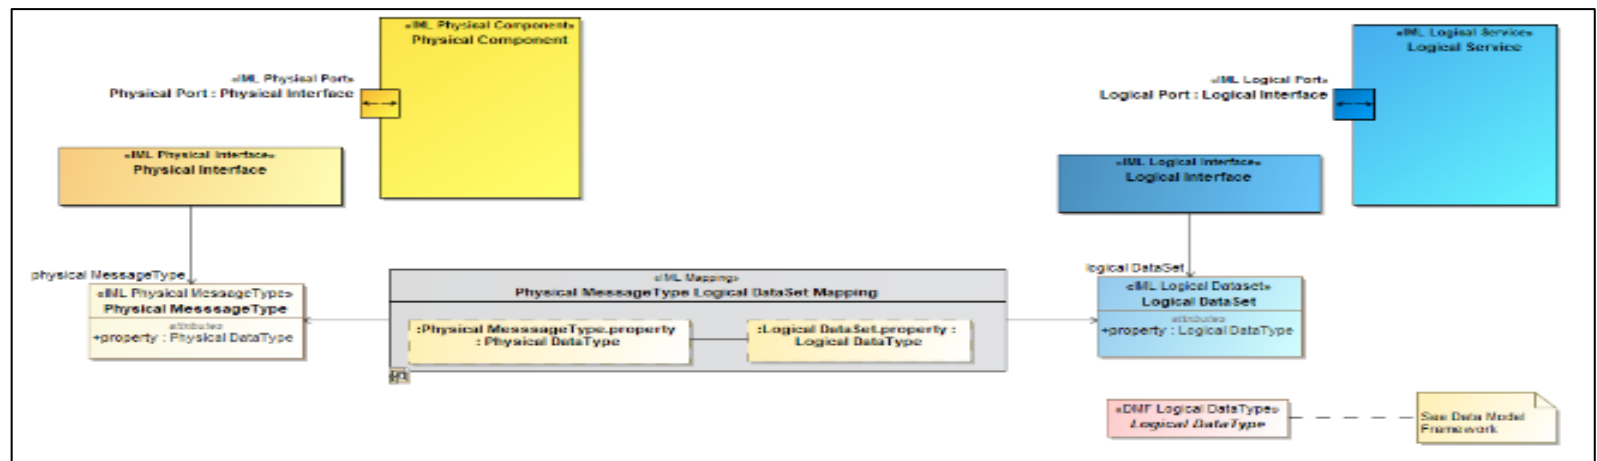 «IML Physical Component»
Physical Component
«IML Physical Port»
Physical Port : Physical Interface
«IML Physical Interface»
Physical Interface
physical MessageType
«IML Physical MessageType»
Physical MesssageType
attributes
+property : Physical DataType
«IML Mapping»
Physical MessageType Logical DataSet Mapping
:Physical MesssageType.property
: Physical DataType
:Logical DataSet.property :
Logical DataType
«IML Logical Service»
Logical Service
«IML Logical Port»
Logical Port : Logical Interface
«IML Logical Interface»
Logical Interface
logical DataSet
«IML Logical Dataset»
Logical DataSet
attributes
+property : Logical DataType
«DMF Logical DataType»
Logical DataType
See Data Model
Framework